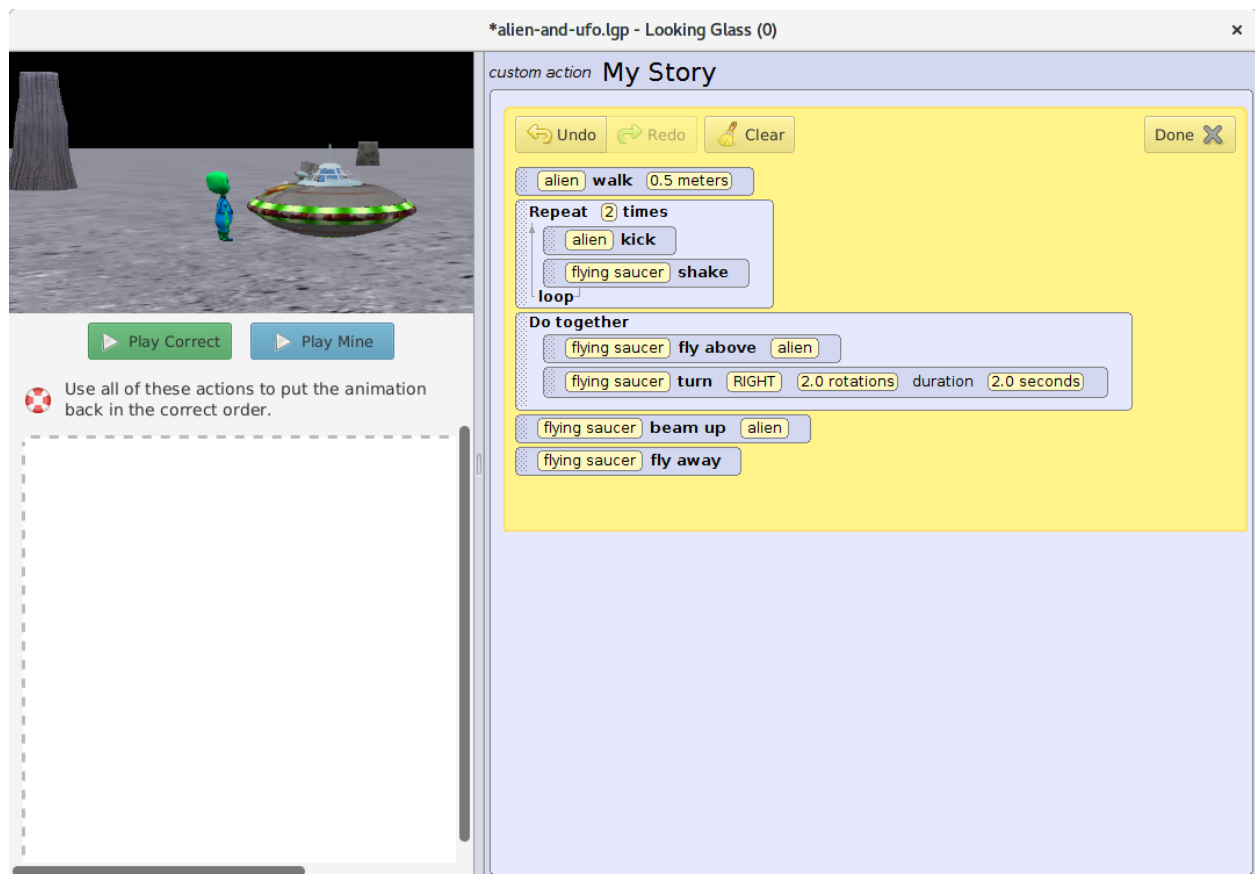 *alien-and-ufo.lgp - Looking Glass (0)
custom action My Story
Undo Redo Clear Done
alien walk 0.5 meters
Repeat 2 times
alien kick
flying saucer shake
loop
Do together
flying saucer fly above alien
flying saucer turn RIGHT 2.0 rotations duration 2.0 seconds
flying saucer beam up alien
flying saucer fly away
Play Correct Play Mine
Use all of these actions to put the animation
back in the correct order.